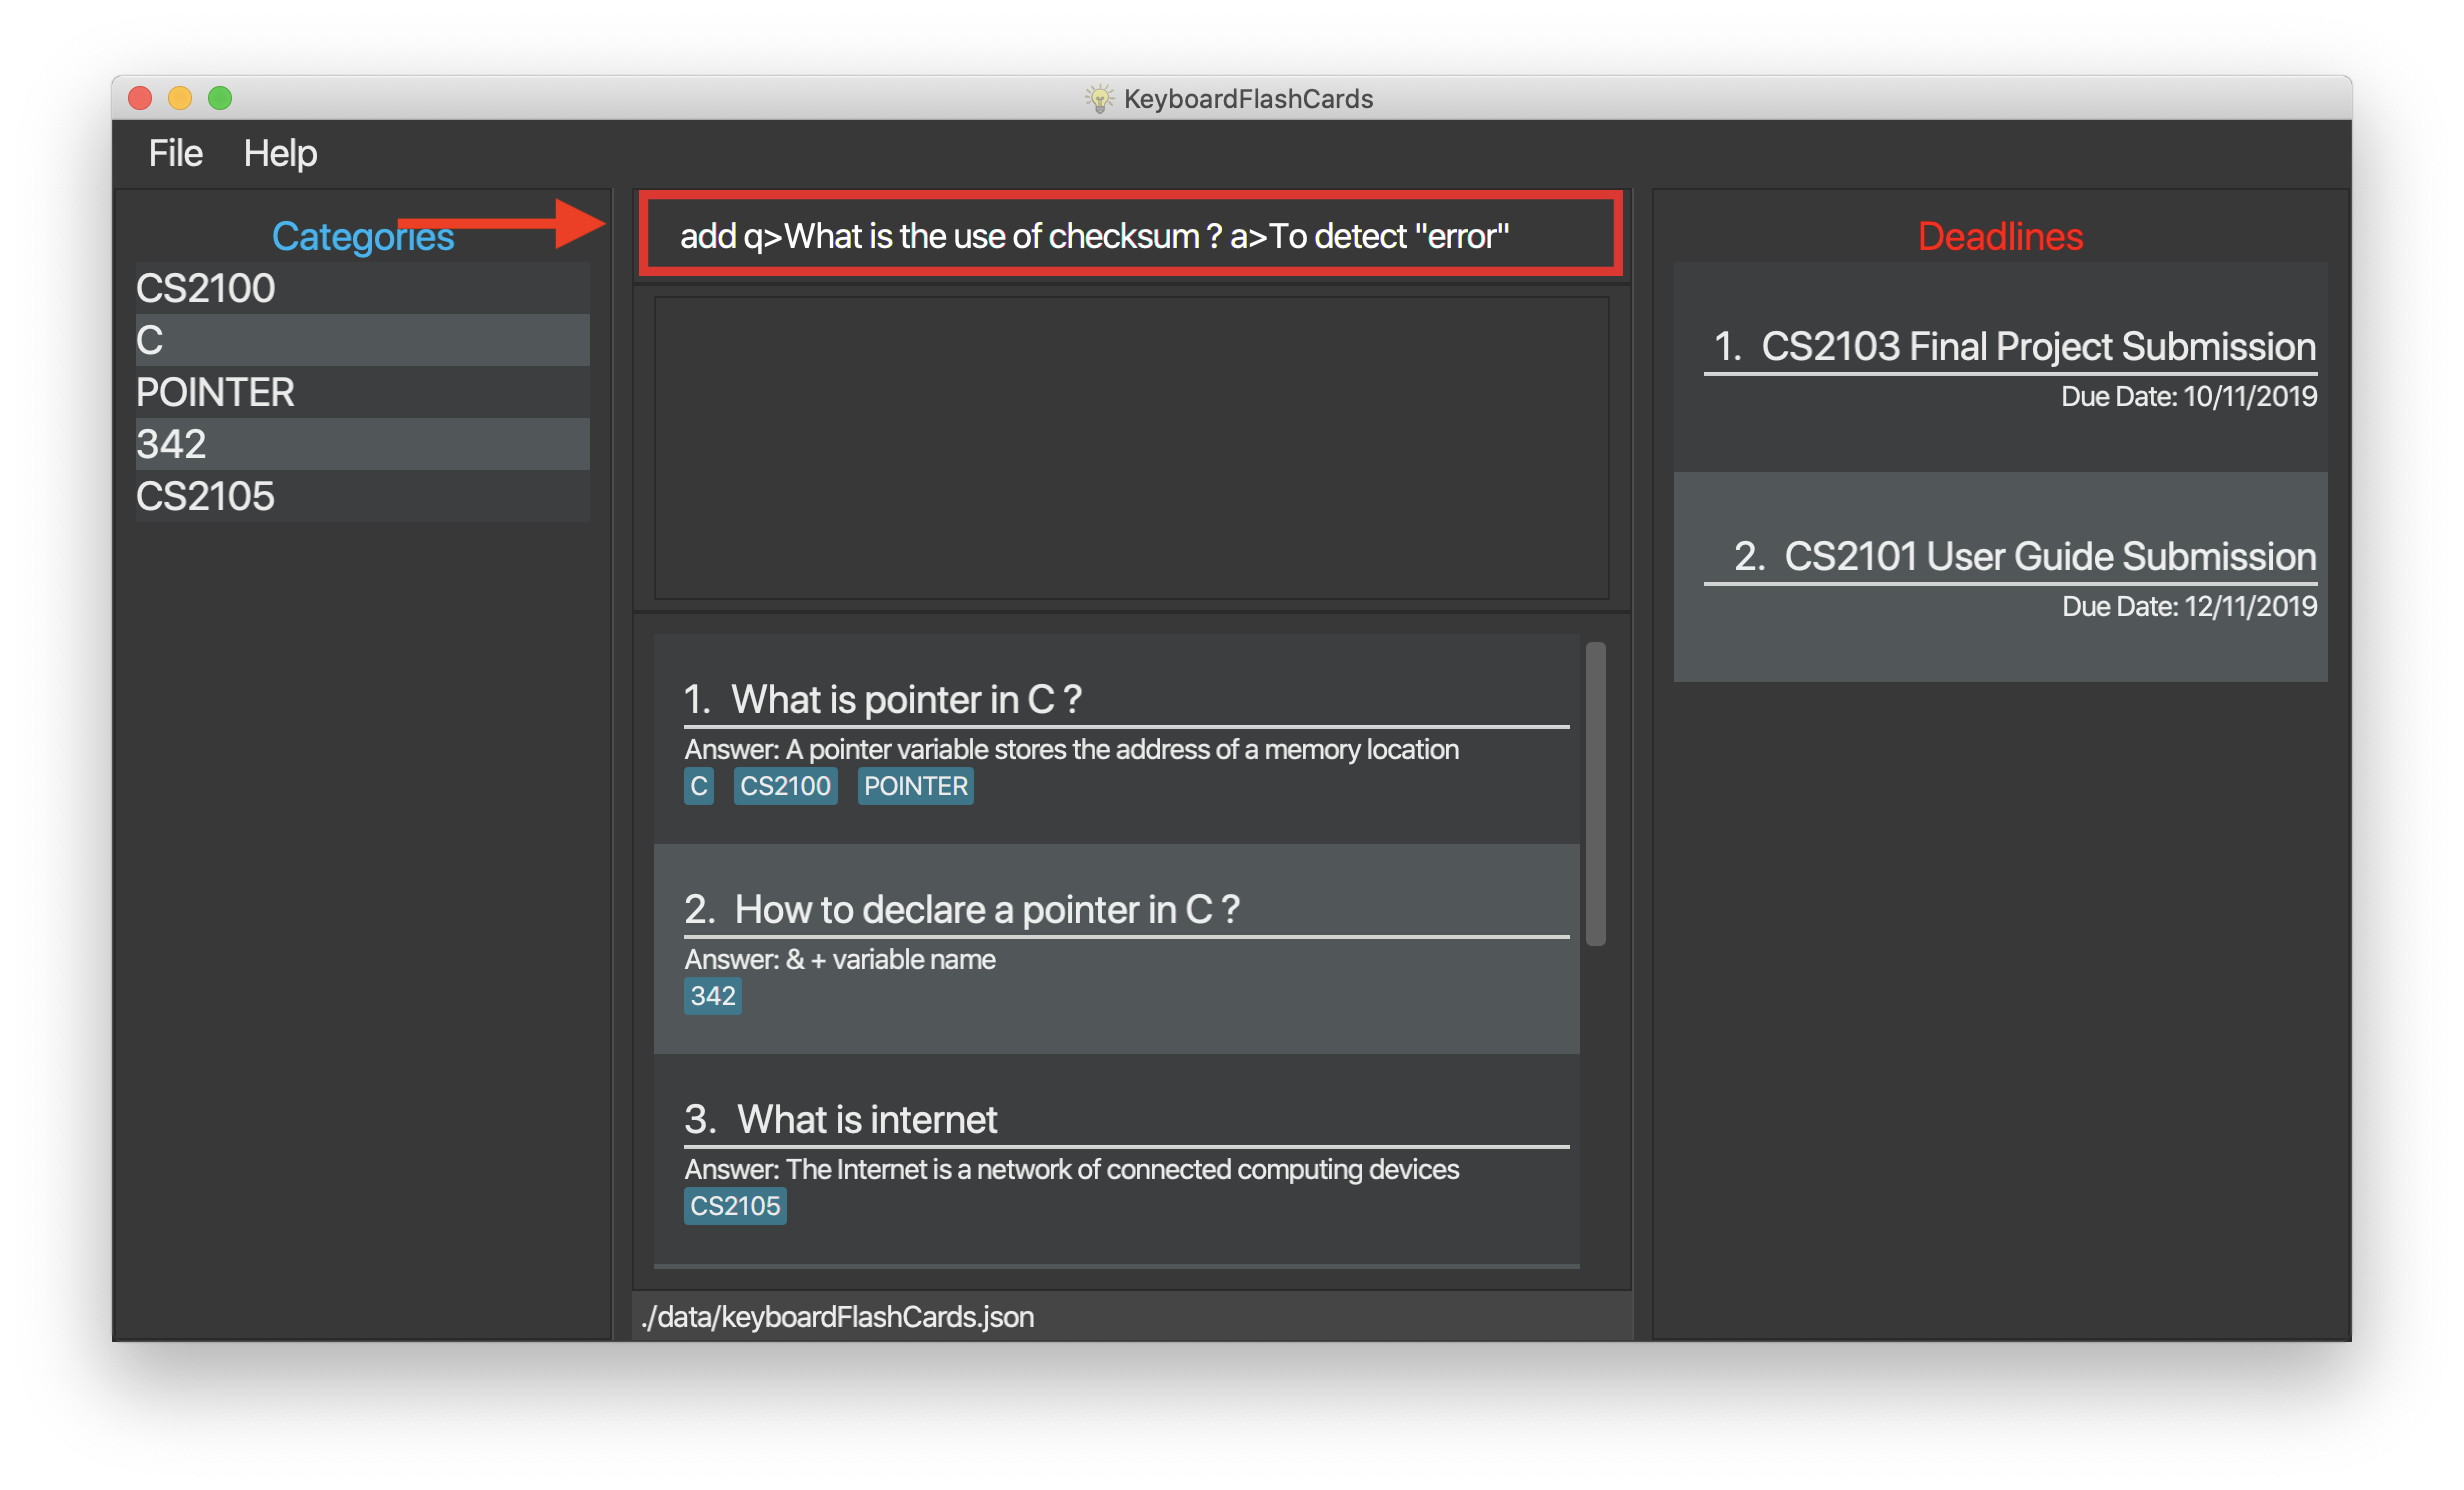 KeyboardFlashCards
File Help
Categories
CS2100
C
POINTER
342
CS2105
add q>What is the use of checksum ? a>To detect "error"
1. What is pointer in C ?
Answer: A pointer variable stores the address of a memory location
C CS2100 POINTER
2. How to declare a pointer in C ?
Answer: & + variable name
342
3. What is internet
Answer: The Internet is a network of connected computing devices
CS2105
./data/keyboardFlashCards.json
Deadlines
1. CS2103 Final Project Submission
Due Date: 10/11/2019
2. CS2101 User Guide Submission
Due Date: 12/11/2019